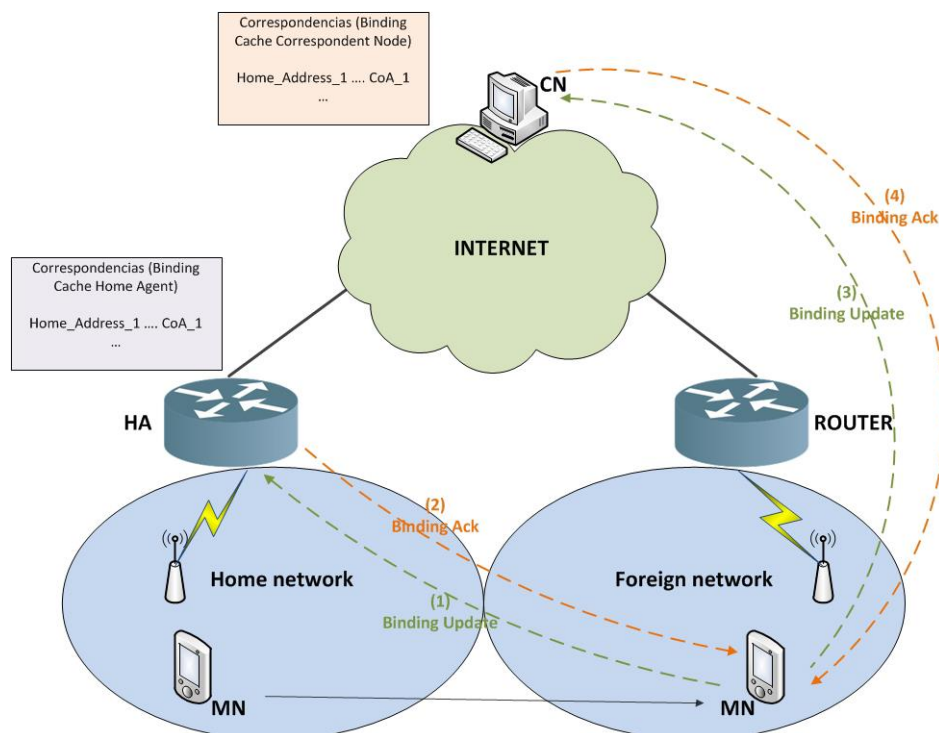 Correspondencias (Binding
Cache Correspondent Node)
Home_Address_1 .... CoA_1
...
CN
(4)
Binding Ack
INTERNET
Correspondencias (Binding
Cache Home Agent)
Home_Address_1 .... CoA_1
...
(3)
Binding Update
HA
ROUTER
(2)
Binding Ack
Home network
Foreign network
(1)
Binding Update
MN
MN